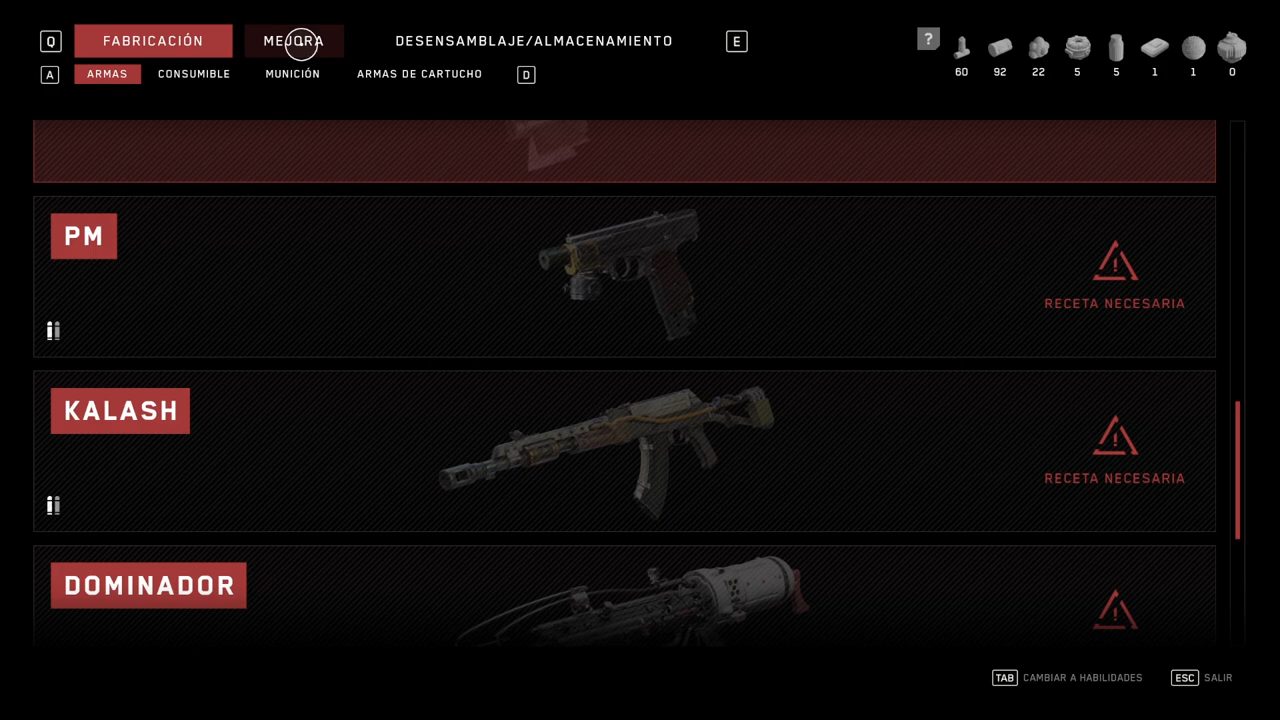 Q FABRICACIÓN MEJORA DESENSAMBLAJE/ALMACENAMIENTO E ?
A ARMAS CONSUMIBLE MUNICIÓN ARMAS DE CARTUCHO D
60 92 22 5 5 1 1 0
PM
RECETA NECESARIA
KALASH
RECETA NECESARIA
DOMINADOR
TAB CAMBIAR A HABILIDADES ESC SALIR